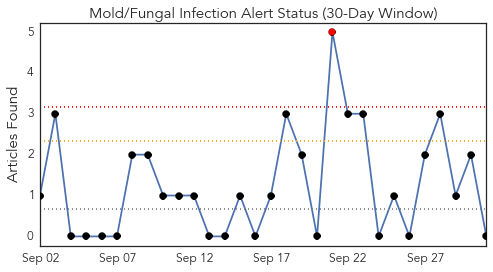 Mold/Fungal Infection Alert Status (30-Day Window)
Articles Found
5
4
3
2
1
0
Sep 02 Sep 07 Sep 12 Sep 17 Sep 22 Sep 27